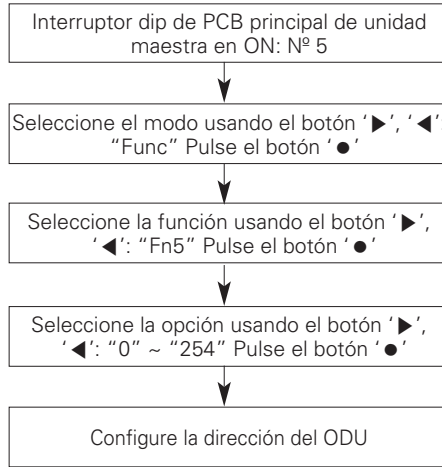 Interruptor dip de PCB principal de unidad
maestra en ON: Nº 5
Seleccione el modo usando el botón ‘▶’, ‘◀’:
“Func” Pulse el botón ‘●’
Seleccione la función usando el botón ‘▶’,
‘◀’: “Fn5” Pulse el botón ‘●’
Seleccione la opción usando el botón ‘▶’,
‘◀’: “0” ~ “254” Pulse el botón ‘●’
Configure la dirección del ODU